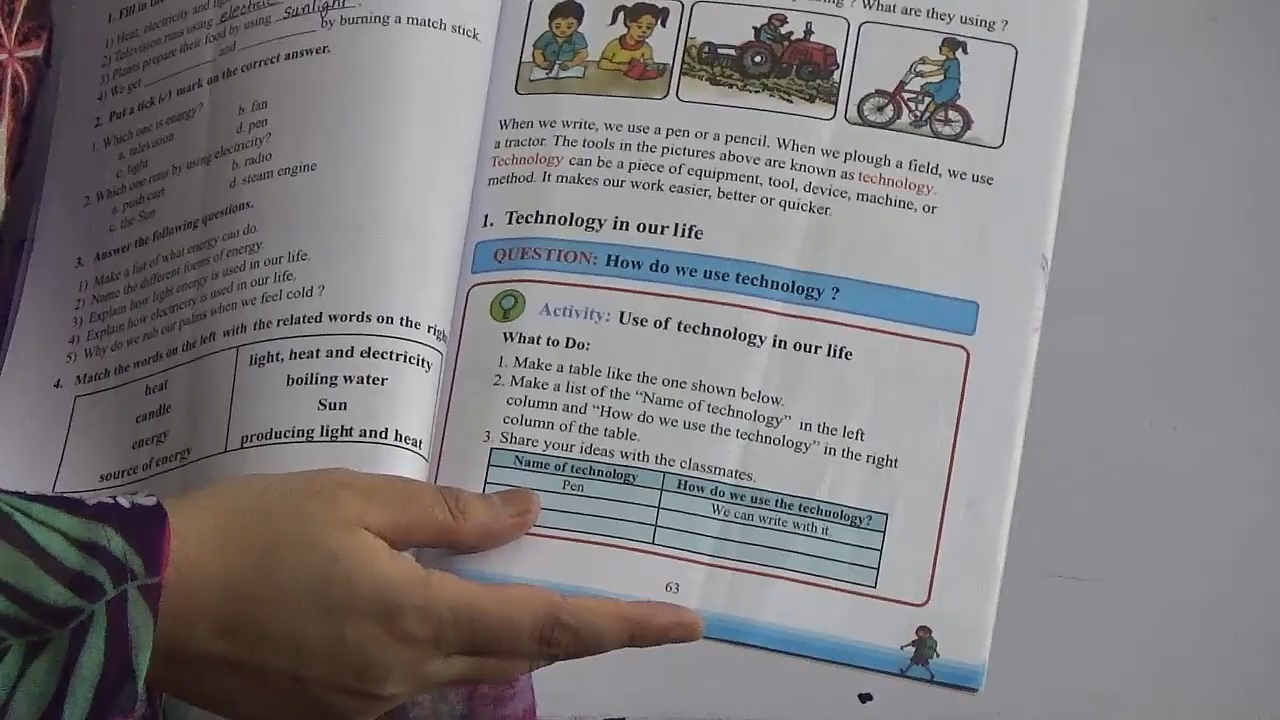 1. Fill in
1) Heat, electricity and
2) Television runs using
3) Plants prepare their food by using Sunlight.
4) We get ________ and ________ by burning a match stick.
2. Put a tick (✓) mark on the correct answer.
1. Which one is energy?
a. television b. fan
c. light d. pen
2. Which one runs by using electricity?
a. push cart b. radio
c. the Sun d. steam engine
3. Answer the following questions.
1) Make a list of what energy can do.
2) Name the different forms of energy.
3) Explain how light energy is used in our life.
4) Explain how electricity is used in our life.
5) Why do we rub our palms when we feel cold ?
4. Match the words on the left with the related words on the
heat light, heat and electricity
candle boiling water
energy Sun
source of energy producing light and heat
? What are they using ?
When we write, we use a pen or a pencil. When we plough a field, we use
a tractor. The tools in the pictures above are known as technology.
Technology can be a piece of equipment, tool, device, machine, or
method. It makes our work easier, better or quicker.
1. Technology in our life
QUESTION: How do we use technology ?
Activity: Use of technology in our life
What to Do:
1. Make a table like the one shown below.
2. Make a list of the “Name of technology” in the left
column and “How do we use the technology” in the right
column of the table.
3. Share your ideas with the classmates.
Name of technology How do we use the technology?
Pen We can write with it.
63